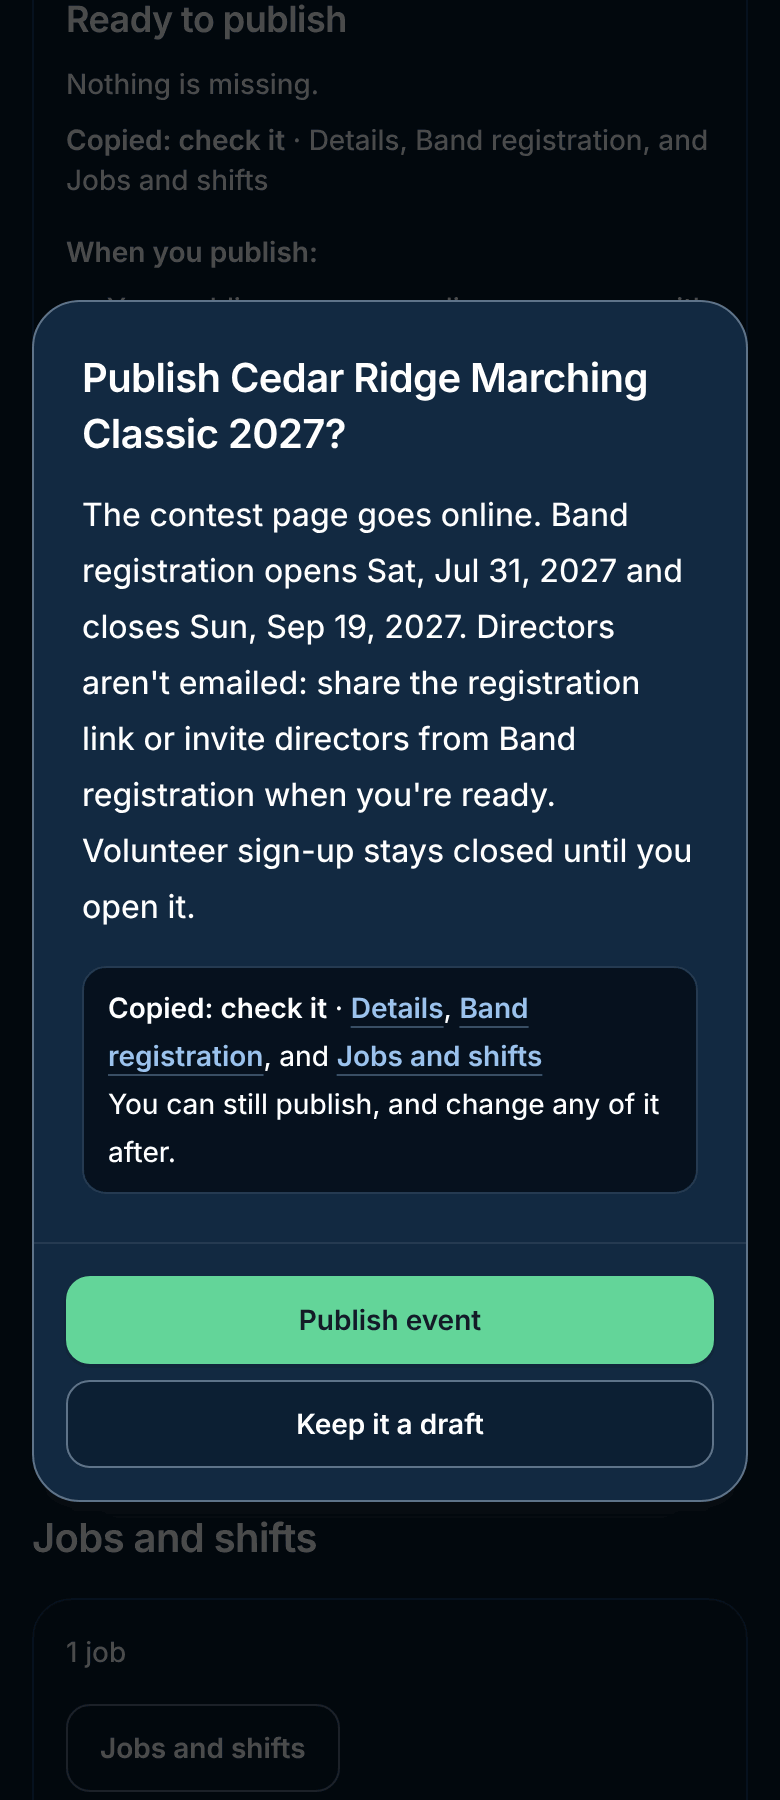 Ready to publish
Nothing is missing.
Copied: check it · Details, Band registration, and
Jobs and shifts
When you publish:
Publish Cedar Ridge Marching
Classic 2027?
The contest page goes online. Band
registration opens Sat, Jul 31, 2027 and
closes Sun, Sep 19, 2027. Directors
aren't emailed: share the registration
link or invite directors from Band
registration when you're ready.
Volunteer sign-up stays closed until you
open it.
Copied: check it · Details, Band
registration, and Jobs and shifts
You can still publish, and change any of it
after.
Publish event
Keep it a draft
Jobs and shifts
1 job
Jobs and shifts